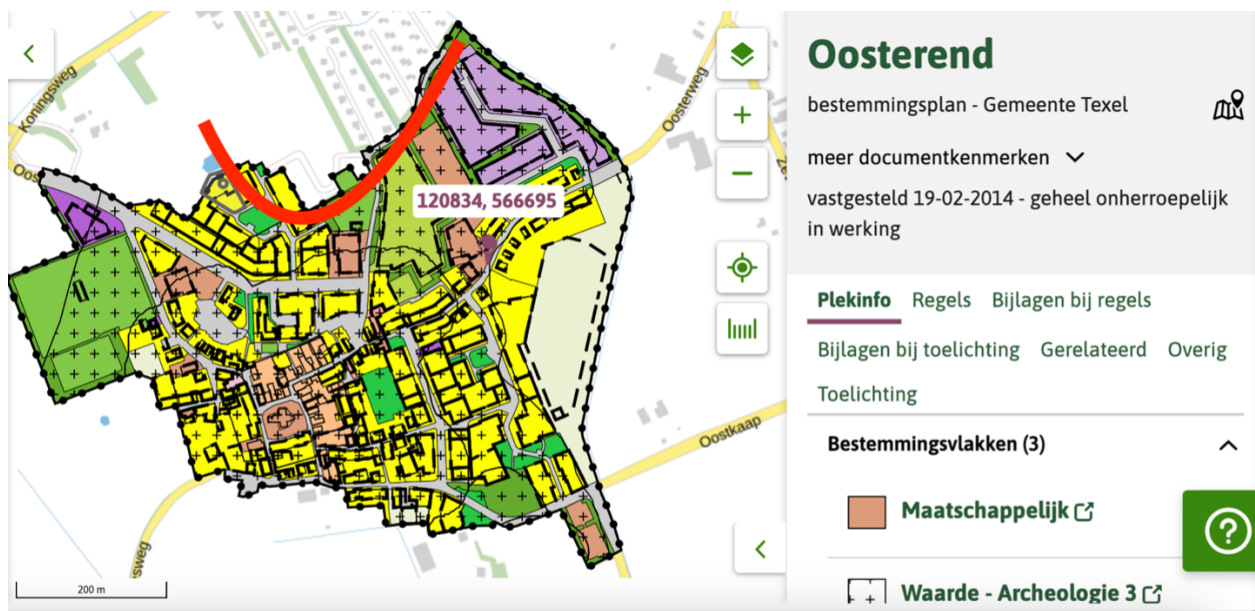 Koningsweg
Oosterweg
120834, 566695
Oostkaap
sweg
200 m
Oosterend
bestemmingsplan - Gemeente Texel
meer documentkenmerken
vastgesteld 19-02-2014 - geheel onherroepelijk
in werking
Plekinfo Regels Bijlagen bij regels
Bijlagen bij toelichting Gerelateerd Overig
Toelichting
Bestemmingsvlakken (3)
Maatschappelijk
Waarde - Archeologie 3